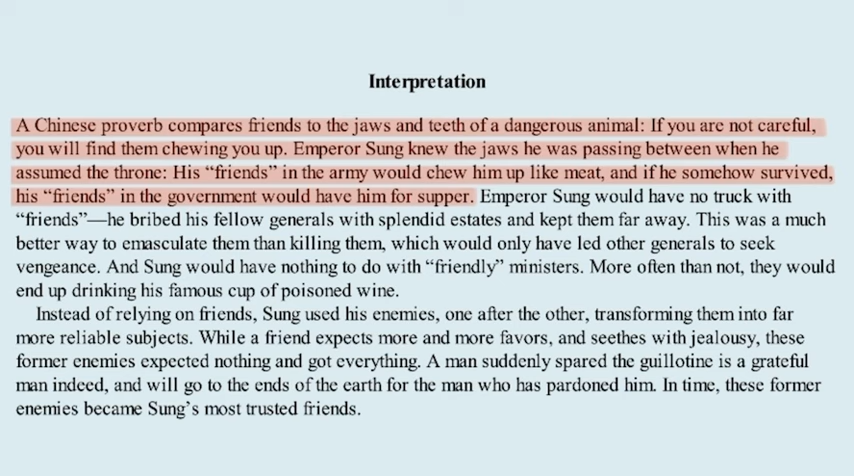 Interpretation
A Chinese proverb compares friends to the jaws and teeth of a dangerous animal: If you are not careful,
you will find them chewing you up. Emperor Sung knew the jaws he was passing between when he
assumed the throne: His “friends” in the army would chew him up like meat, and if he somehow survived,
his “friends” in the government would have him for supper. Emperor Sung would have no truck with
“friends”—he bribed his fellow generals with splendid estates and kept them far away. This was a much
better way to emasculate them than killing them, which would only have led other generals to seek
vengeance. And Sung would have nothing to do with “friendly” ministers. More often than not, they would
end up drinking his famous cup of poisoned wine.
Instead of relying on friends, Sung used his enemies, one after the other, transforming them into far
more reliable subjects. While a friend expects more and more favors, and seethes with jealousy, these
former enemies expected nothing and got everything. A man suddenly spared the guillotine is a grateful
man indeed, and will go to the ends of the earth for the man who has pardoned him. In time, these former
enemies became Sung’s most trusted friends.